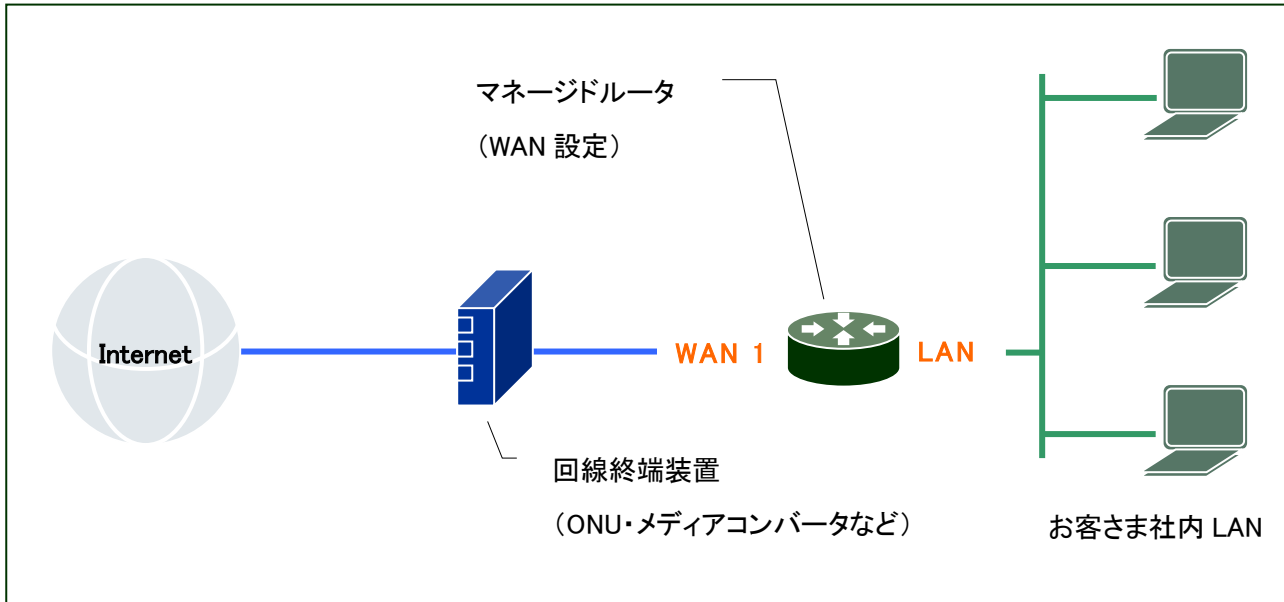 マネージドルータ
（WAN 設定）
Internet
WAN 1
LAN
回線終端装置
（ONU・メディアコンバータなど）
お客さま社内 LAN